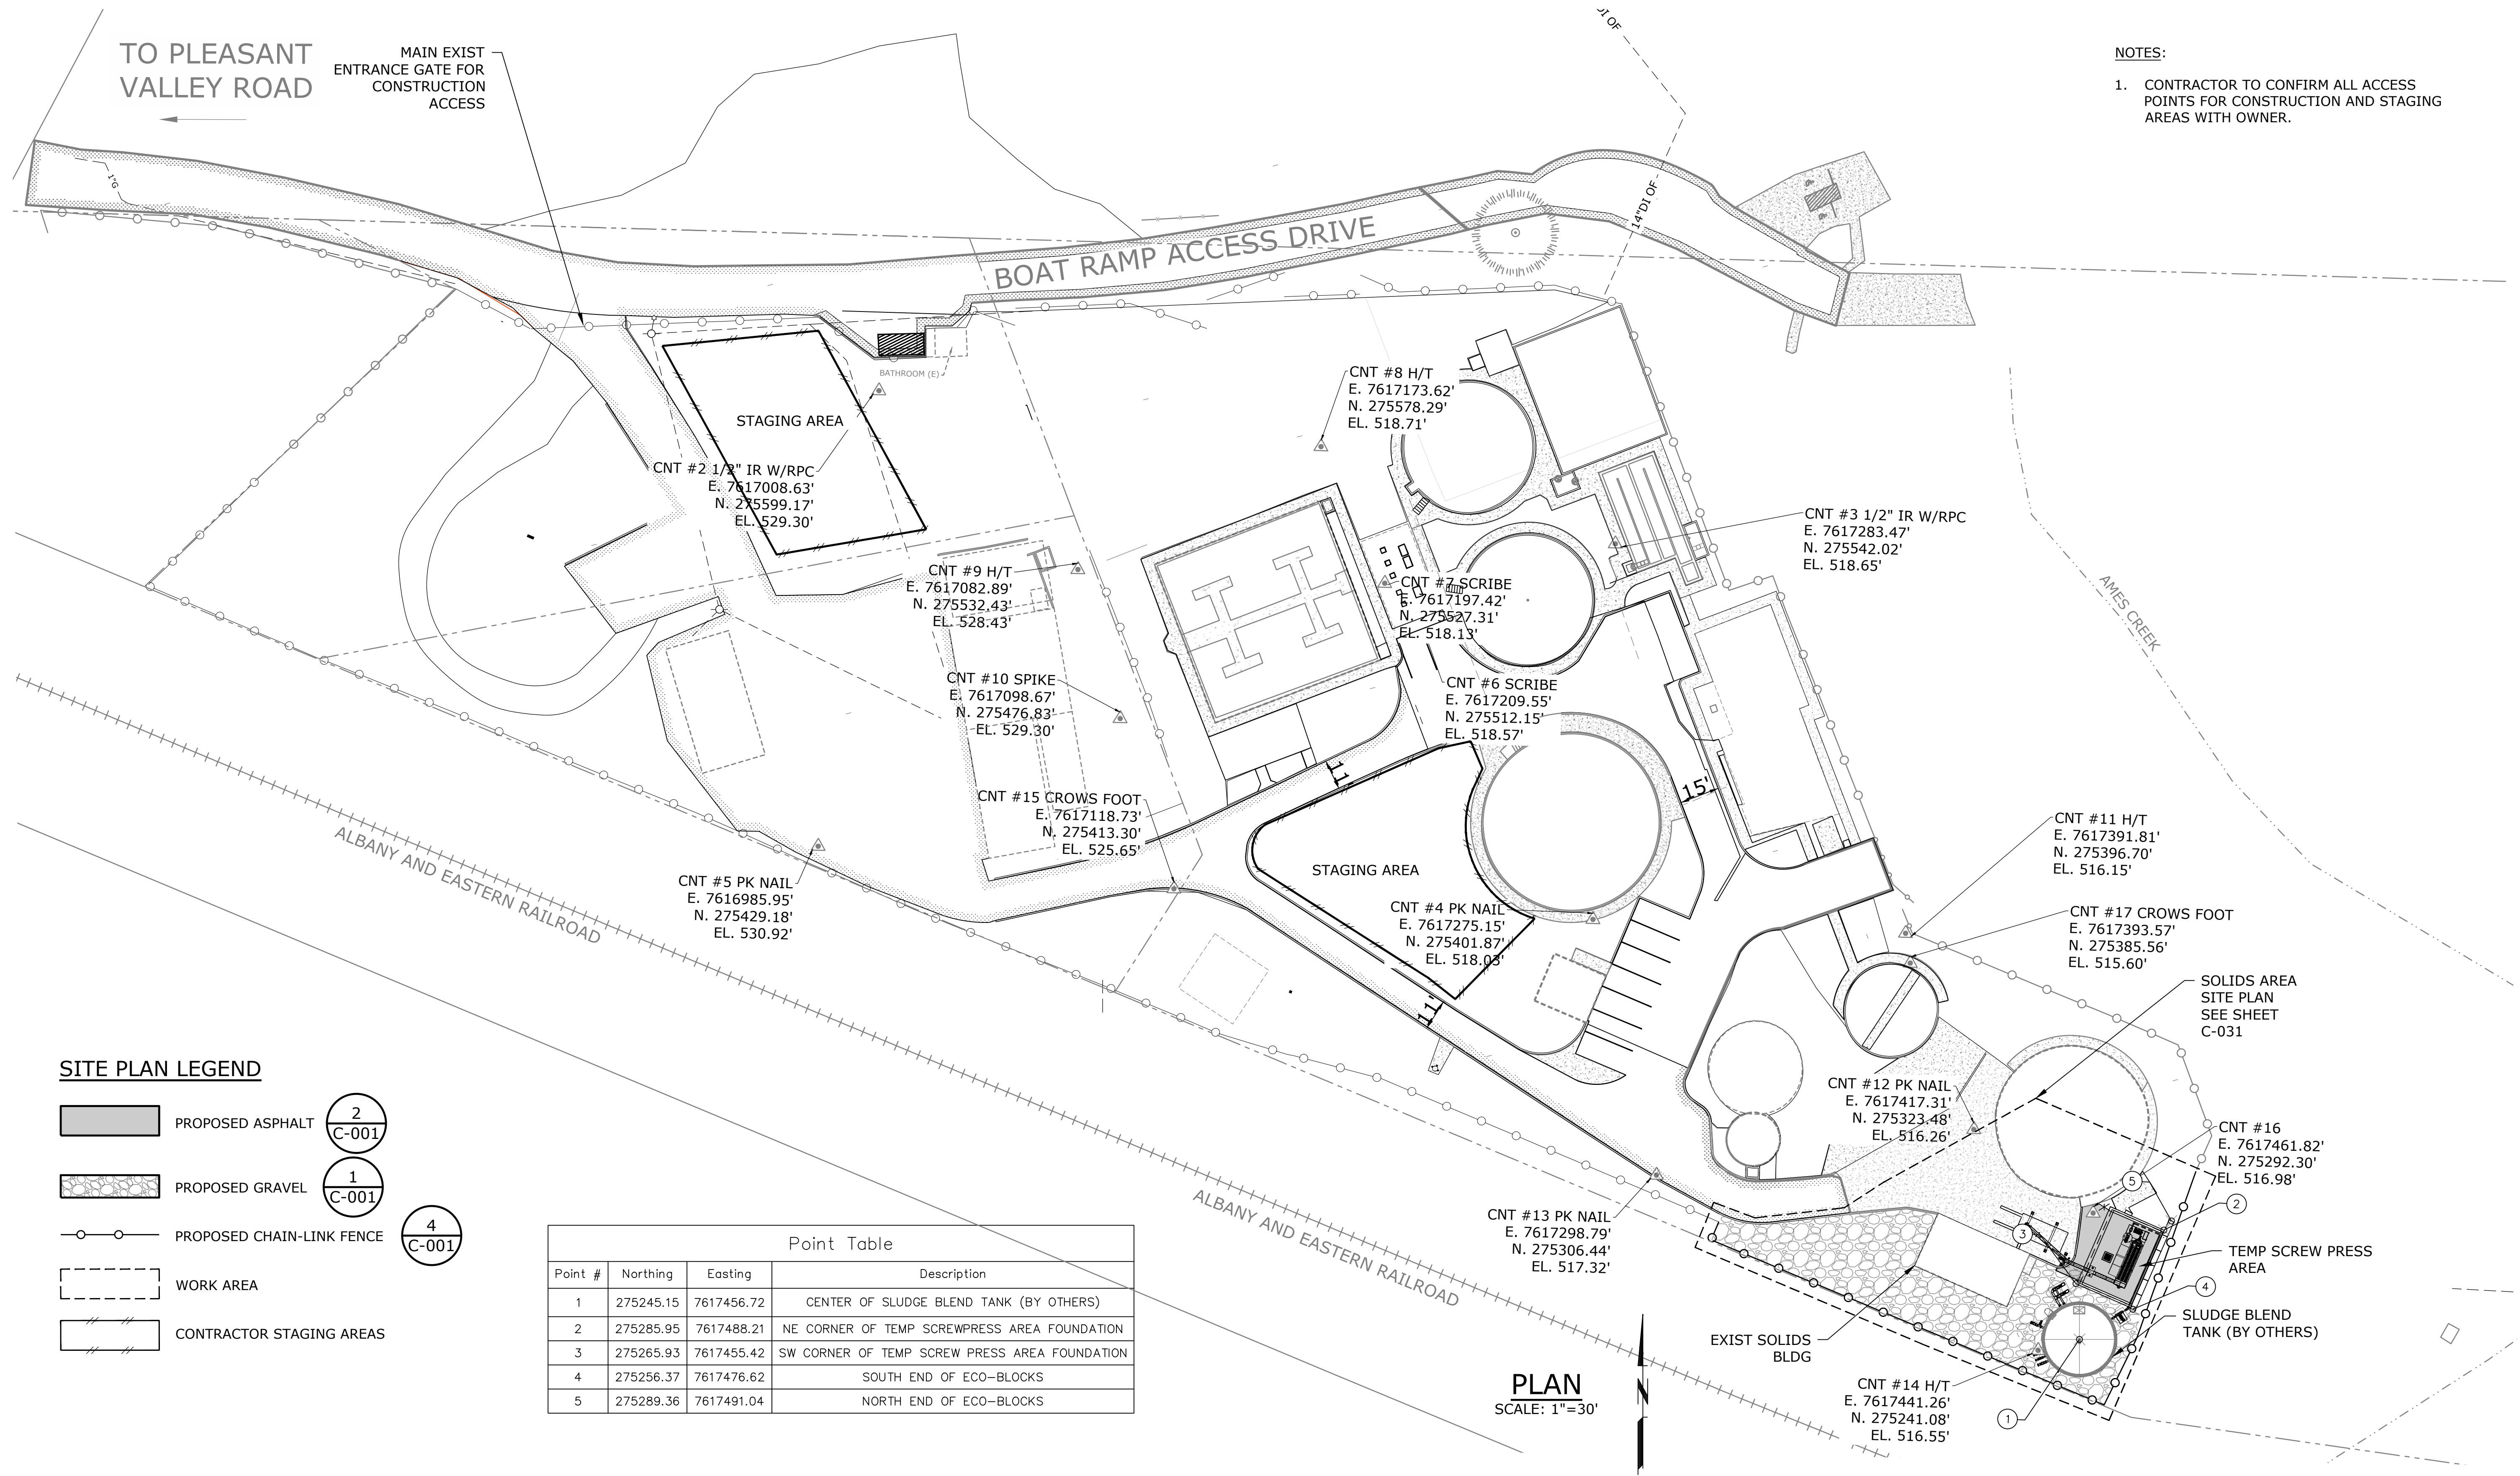 TO PLEASANT
VALLEY ROAD
MAIN EXIST
ENTRANCE GATE FOR
CONSTRUCTION
ACCESS
NOTES:
1. CONTRACTOR TO CONFIRM ALL ACCESS
POINTS FOR CONSTRUCTION AND STAGING
AREAS WITH OWNER.
DI OF
1"G
14"DI OF
BOAT RAMP ACCESS DRIVE
BATHROOM (E)
STAGING AREA
CNT #8 H/T
E. 7617173.62'
N. 275578.29'
EL. 518.71'
CNT #2 1/2" IR W/RPC
E. 7617008.63'
N. 275599.17'
EL. 529.30'
CNT #3 1/2" IR W/RPC
E. 7617283.47'
N. 275542.02'
EL. 518.65'
CNT #9 H/T
E. 7617082.89'
N. 275532.43'
EL. 528.43'
CNT #7 SCRIBE
E. 7617197.42'
N. 275527.31'
EL. 518.13'
AMES CREEK
CNT #10 SPIKE
E. 7617098.67'
N. 275476.83'
EL. 529.30'
CNT #6 SCRIBE
E. 7617209.55'
N. 275512.15'
EL. 518.57'
11'
15'
CNT #15 CROWS FOOT
E. 7617118.73'
N. 275413.30'
EL. 525.65'
CNT #11 H/T
E. 7617391.81'
N. 275396.70'
EL. 516.15'
ALBANY AND EASTERN RAILROAD
CNT #5 PK NAIL
E. 7616985.95'
N. 275429.18'
EL. 530.92'
STAGING AREA
CNT #4 PK NAIL
E. 7617275.15'
N. 275401.87'
EL. 518.03'
CNT #17 CROWS FOOT
E. 7617393.57'
N. 275385.56'
EL. 515.60'
11'
SOLIDS AREA
SITE PLAN
SEE SHEET
C-031
SITE PLAN LEGEND
PROPOSED ASPHALT
2
C-001
PROPOSED GRAVEL
1
C-001
PROPOSED CHAIN-LINK FENCE
4
C-001
WORK AREA
CONTRACTOR STAGING AREAS
CNT #12 PK NAIL
E. 7617417.31'
N. 275323.48'
EL. 516.26'
CNT #16
E. 7617461.82'
N. 275292.30'
EL. 516.98'
5
2
3
4
ALBANY AND EASTERN RAILROAD
CNT #13 PK NAIL
E. 7617298.79'
N. 275306.44'
EL. 517.32'
TEMP SCREW PRESS
AREA
SLUDGE BLEND
TANK (BY OTHERS)
EXIST SOLIDS
BLDG
CNT #14 H/T
E. 7617441.26'
N. 275241.08'
EL. 516.55'
1
Point Table
Point # Northing Easting Description
1 275245.15 7617456.72 CENTER OF SLUDGE BLEND TANK (BY OTHERS)
2 275285.95 7617488.21 NE CORNER OF TEMP SCREWPRESS AREA FOUNDATION
3 275265.93 7617455.42 SW CORNER OF TEMP SCREW PRESS AREA FOUNDATION
4 275256.37 7617476.62 SOUTH END OF ECO-BLOCKS
5 275289.36 7617491.04 NORTH END OF ECO-BLOCKS
PLAN
SCALE: 1"=30'
N